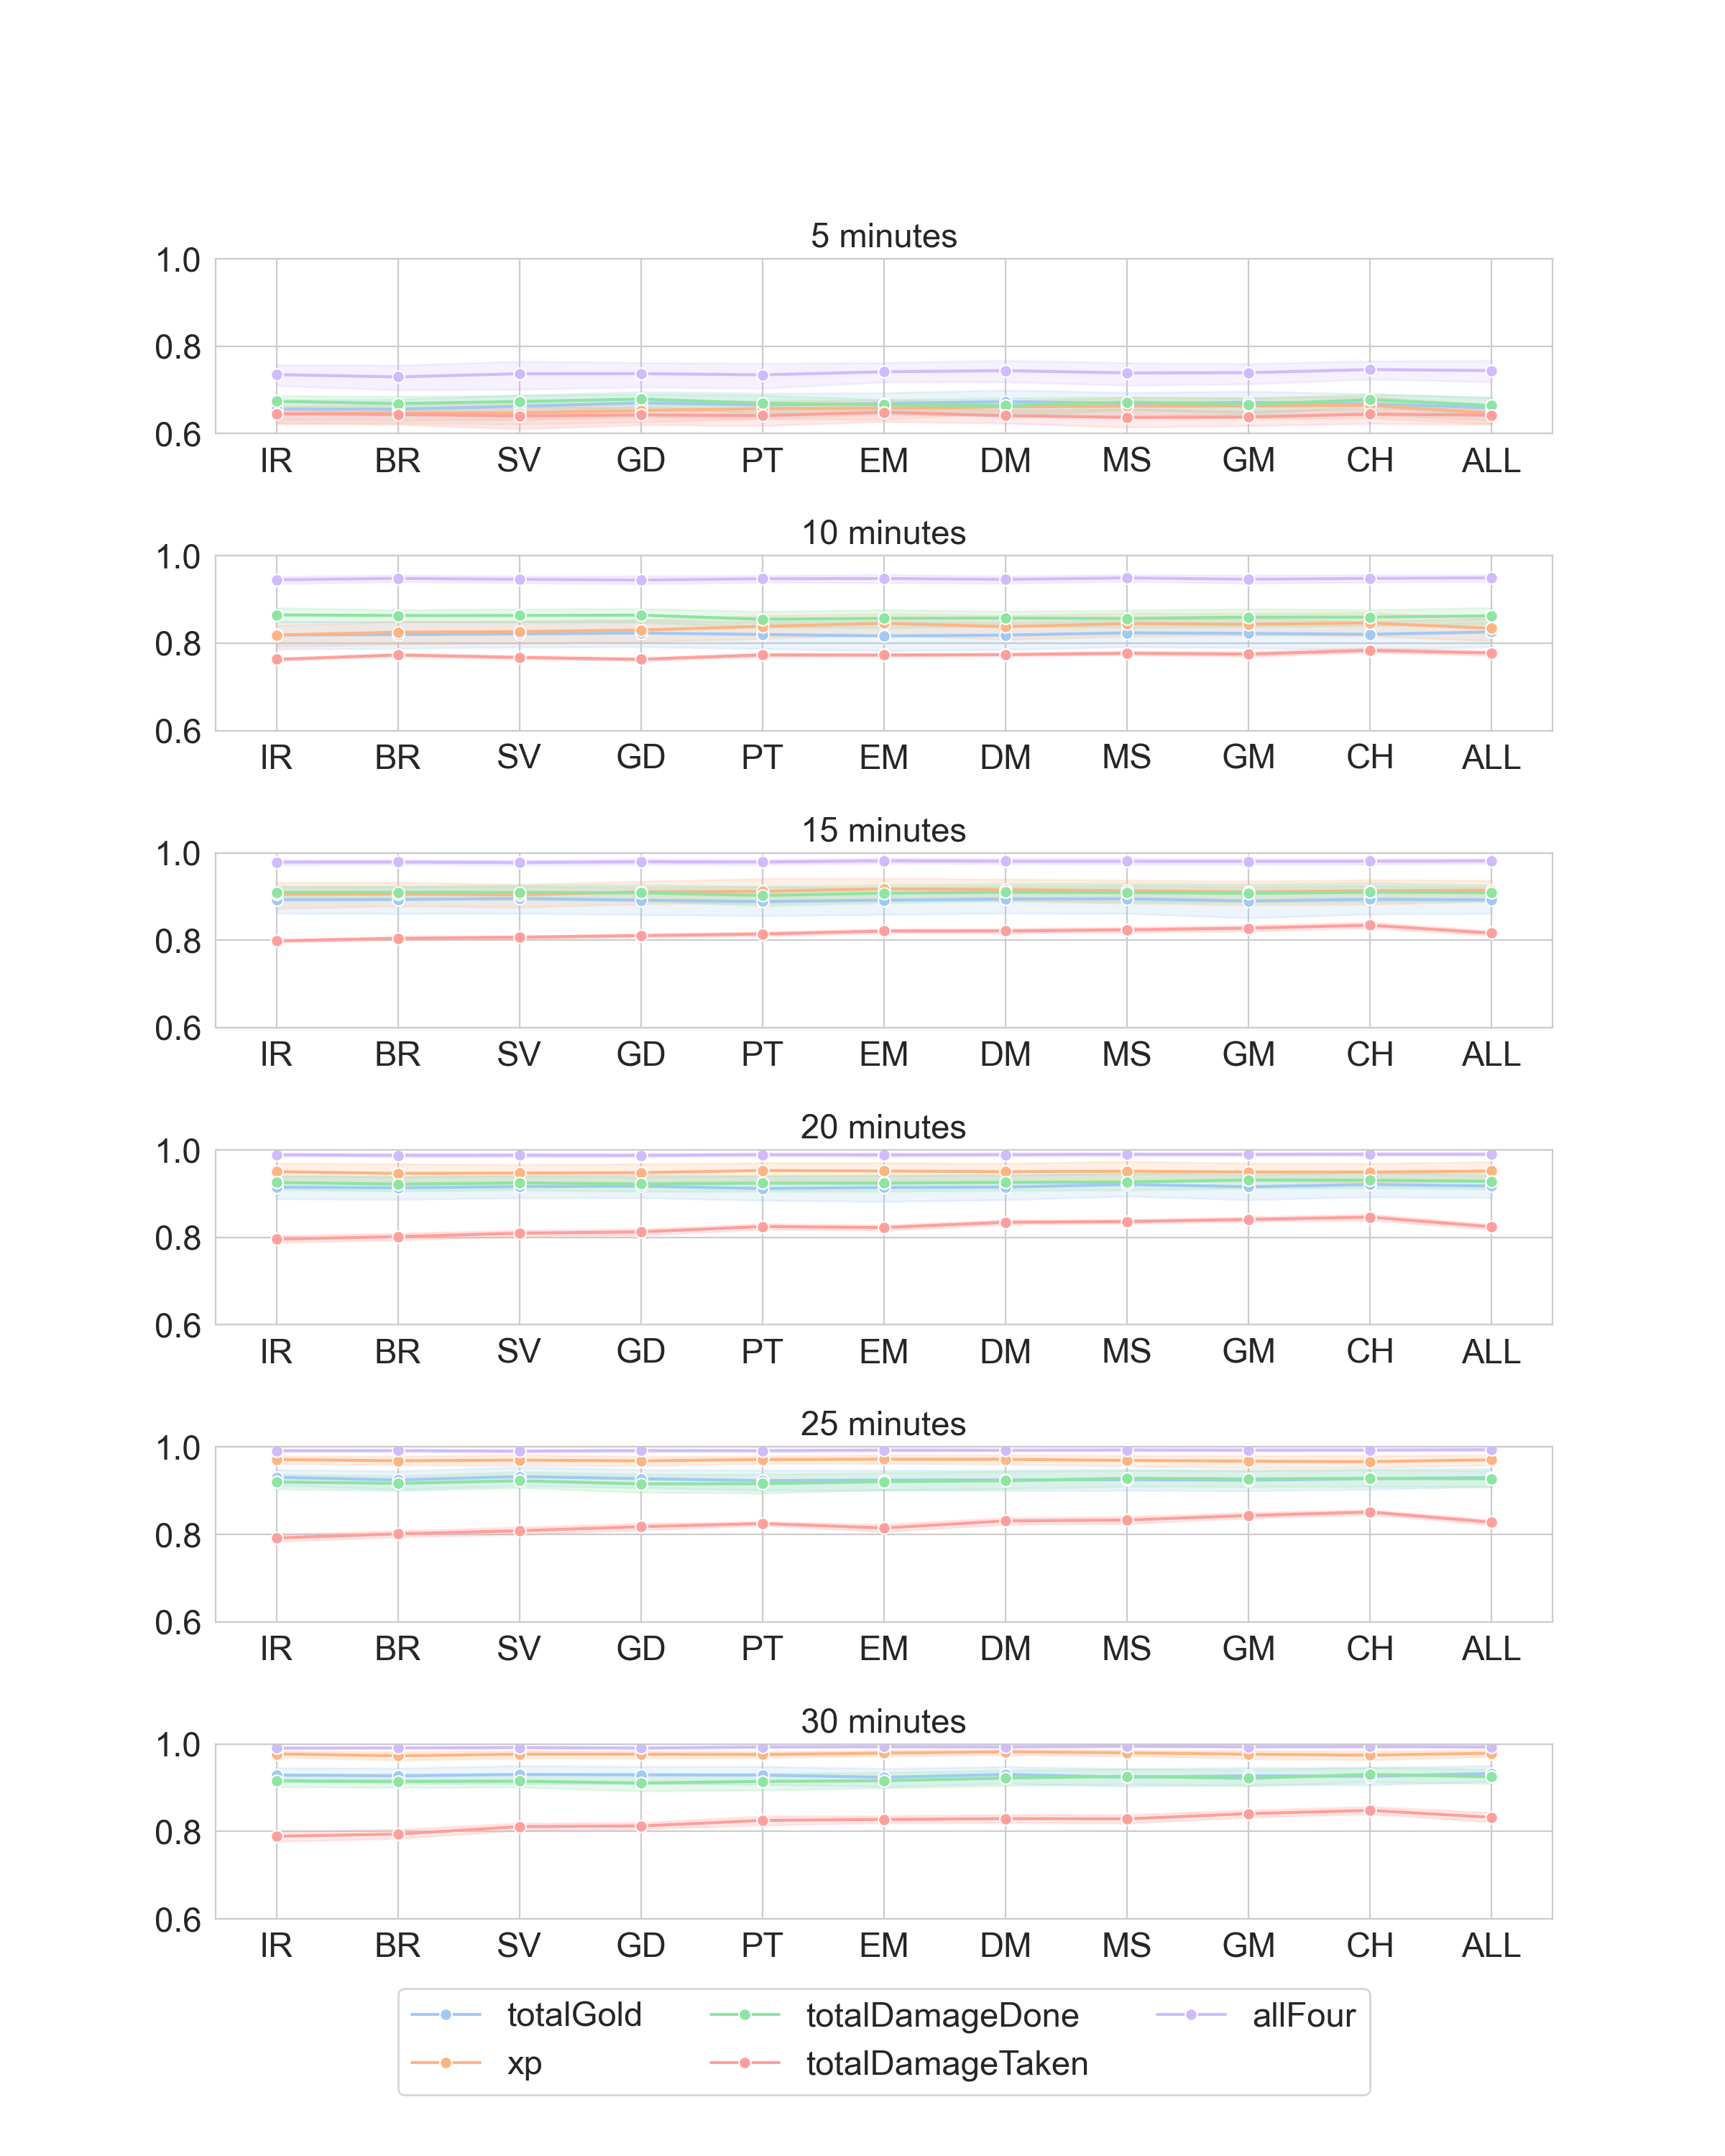 5 minutes
1.0
0.8
0.6
IR BR SV GD PT EM DM MS GM CH ALL
10 minutes
1.0
0.8
0.6
IR BR SV GD PT EM DM MS GM CH ALL
15 minutes
1.0
0.8
0.6
IR BR SV GD PT EM DM MS GM CH ALL
20 minutes
1.0
0.8
0.6
IR BR SV GD PT EM DM MS GM CH ALL
25 minutes
1.0
0.8
0.6
IR BR SV GD PT EM DM MS GM CH ALL
30 minutes
1.0
0.8
0.6
IR BR SV GD PT EM DM MS GM CH ALL
totalGold totalDamageDone allFour
xp totalDamageTaken